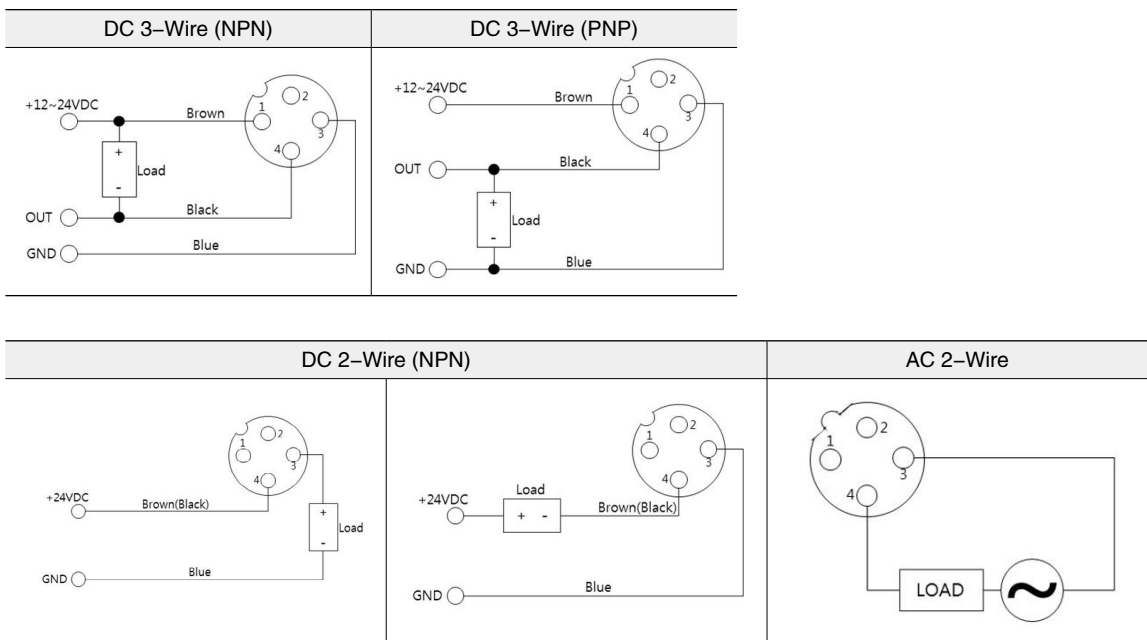 DC 3–Wire (NPN)
DC 3–Wire (PNP)
+12~24VDC
Brown
1
2
3
4
+
-
Load
OUT
Black
GND
Blue
+12~24VDC
Brown
1
2
3
4
OUT
Black
+
-
Load
GND
Blue
DC 2–Wire (NPN)
AC 2–Wire
1
2
3
4
+24VDC
Brown(Black)
+
-
Load
GND
Blue
1
2
3
4
+24VDC
Load
+ -
Brown(Black)
GND
Blue
1
2
3
4
LOAD